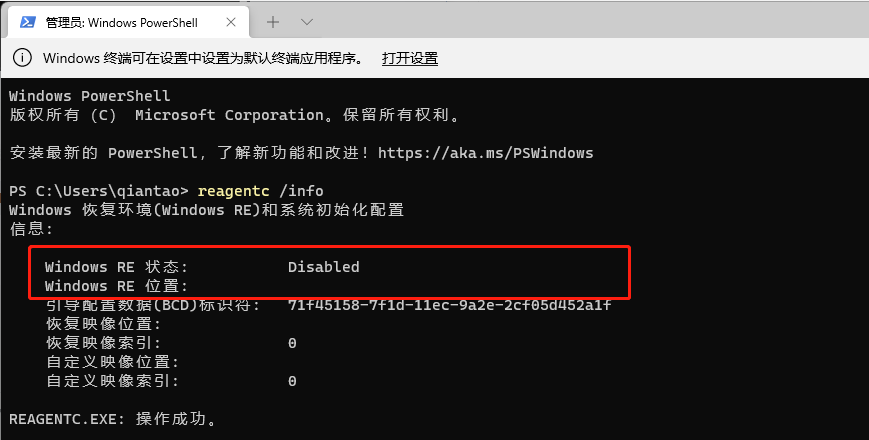 管理员: Windows PowerShell
Windows 终端可在设置中设置为默认终端应用程序。 打开设置
Windows PowerShell
版权所有 (C) Microsoft Corporation。保留所有权利。
安装最新的 PowerShell，了解新功能和改进！https://aka.ms/PSWindows
PS C:\Users\qiantao> reagentc /info
Windows 恢复环境(Windows RE)和系统初始化配置
信息:
Windows RE 状态: Disabled
Windows RE 位置:
引导配置数据(BCD)标识符: 71f45158-7f1d-11ec-9a2e-2cf05d452a1f
恢复映像位置:
恢复映像索引: 0
自定义映像位置:
自定义映像索引: 0
REAGENTC.EXE: 操作成功。